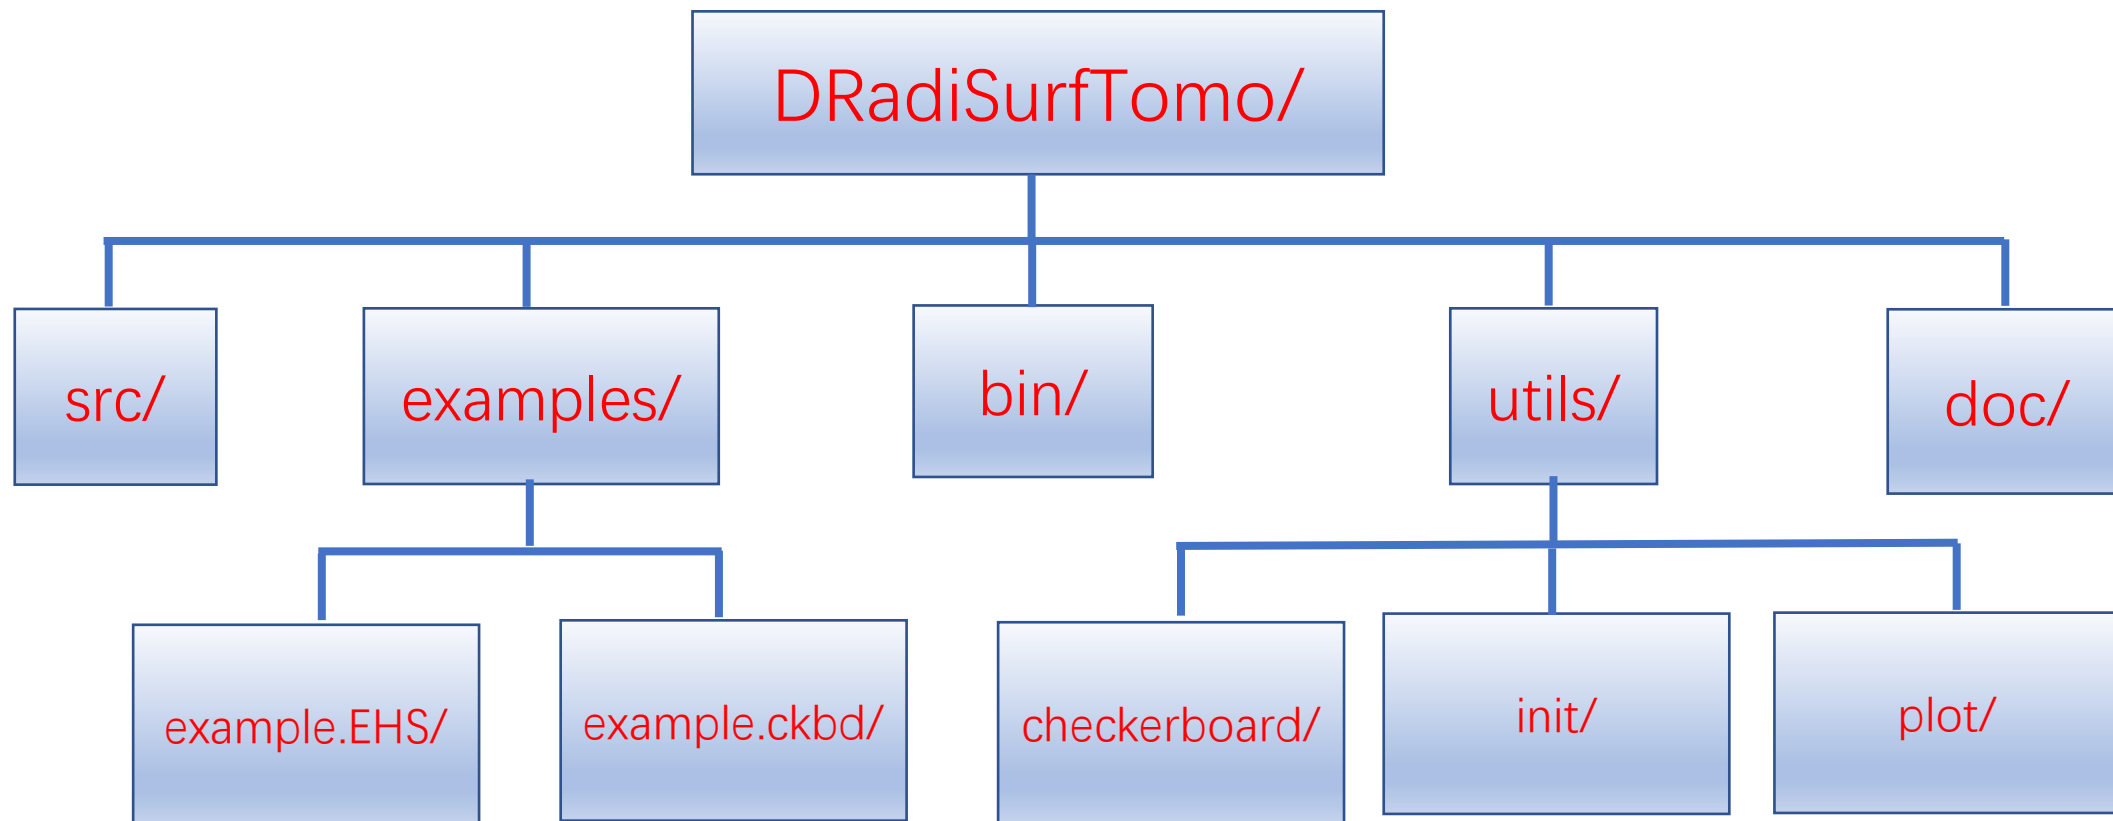 DRadiSurfTomo/
src/
examples/
bin/
utils/
doc/
example.EHS/
example.ckbd/
checkerboard/
init/
plot/